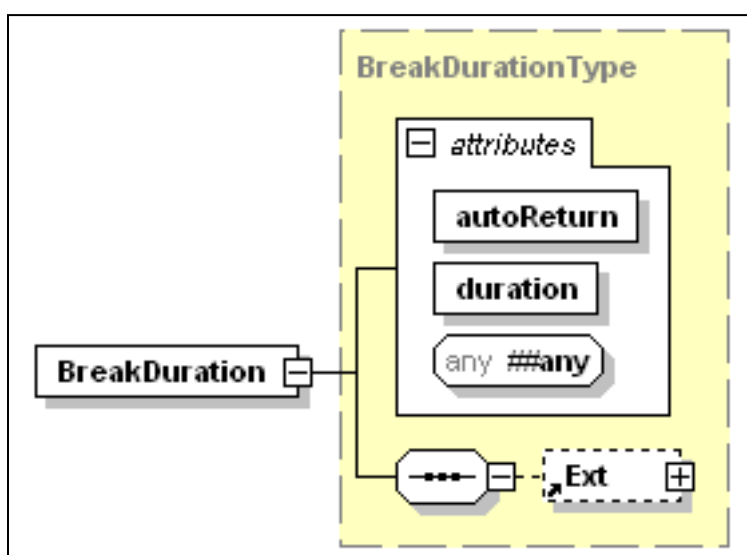 BreakDurationType
attributes
autoReturn
duration
any ##any
BreakDuration
Ext